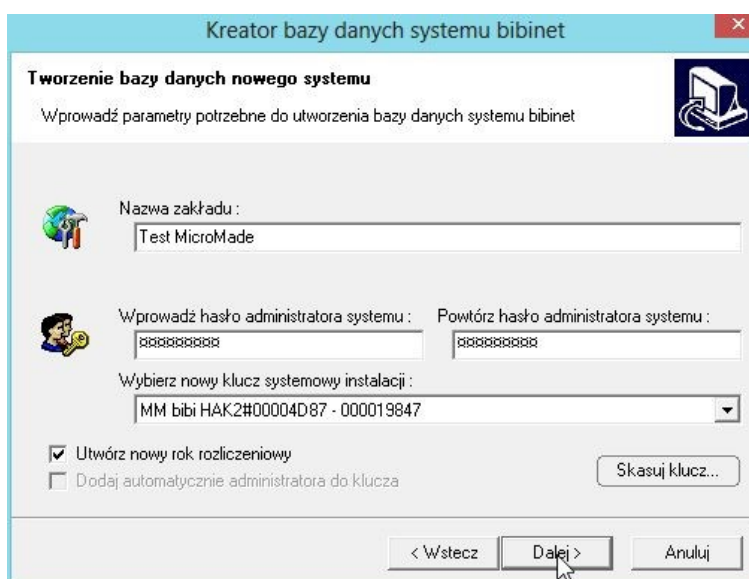 Kreator bazy danych systemu bibinet
Tworzenie bazy danych nowego systemu
Wprowadź parametry potrzebne do utworzenia bazy danych systemu bibinet
Nazwa zakładu :
Test MicroMade
Wprowadź hasło administratora systemu : Powtórz hasło administratora systemu :
¤¤¤¤¤¤¤¤¤ ¤¤¤¤¤¤¤¤¤
Wybierz nowy klucz systemowy instalacji :
MM bibi HAK2#00004D87 - 000019847
Utwórz nowy rok rozliczeniowy
Dodaj automatycznie administratora do klucza
Skasuj klucz...
< Wstecz Dalej > Anuluj